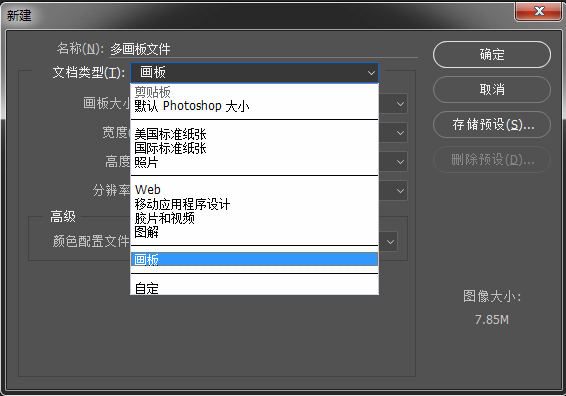 新建
名称(N): 多画板文件
文档类型(T): 画板
剪贴板
默认 Photoshop 大小
美国标准纸张
国际标准纸张
照片
Web
移动应用程序设计
胶片和视频
图解
画板
自定
画板大小
宽度
高度
分辨率
高级
颜色配置文件
确定
取消
存储预设(S)...
删除预设(D)...
图像大小:
7.85M